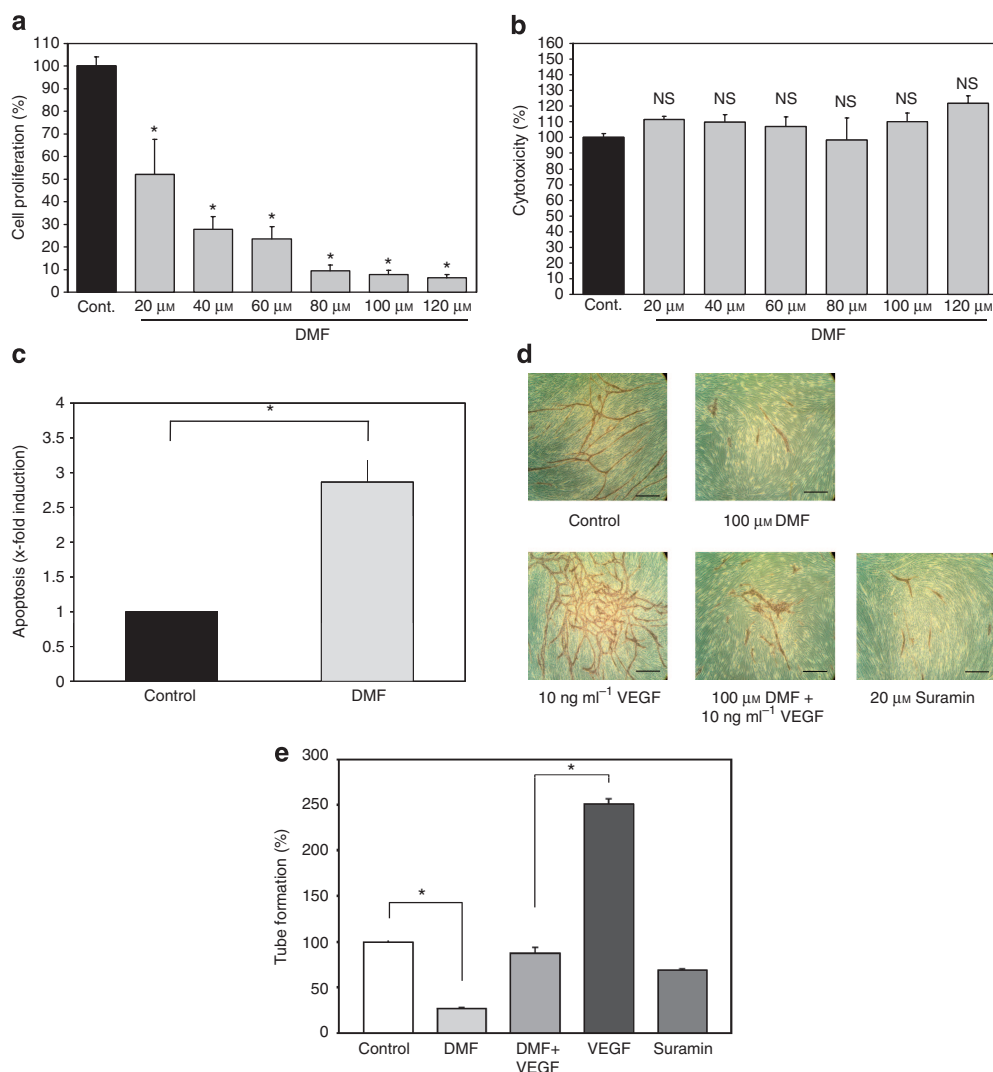 a
110
100
90
80
70
60
50
40
30
20
10
0
Cell proliferation (%)
*
*
*
*
*
*
Cont.
20 μM
40 μM
60 μM
80 μM
100 μM
120 μM
DMF
b
160
150
140
130
120
110
100
90
80
70
60
50
40
30
20
10
0
Cytotoxicity (%)
NS
NS
NS
NS
NS
NS
Cont.
20 μM
40 μM
60 μM
80 μM
100 μM
120 μM
DMF
c
4
3.5
3
2.5
2
1.5
1
0.5
0
Apoptosis (x-fold induction)
*
Control
DMF
d
Control
100 μM DMF
10 ng ml⁻¹ VEGF
100 μM DMF +
10 ng ml⁻¹ VEGF
20 μM Suramin
e
300
250
200
150
100
50
0
Tube formation (%)
*
*
Control
DMF
DMF+
VEGF
VEGF
Suramin